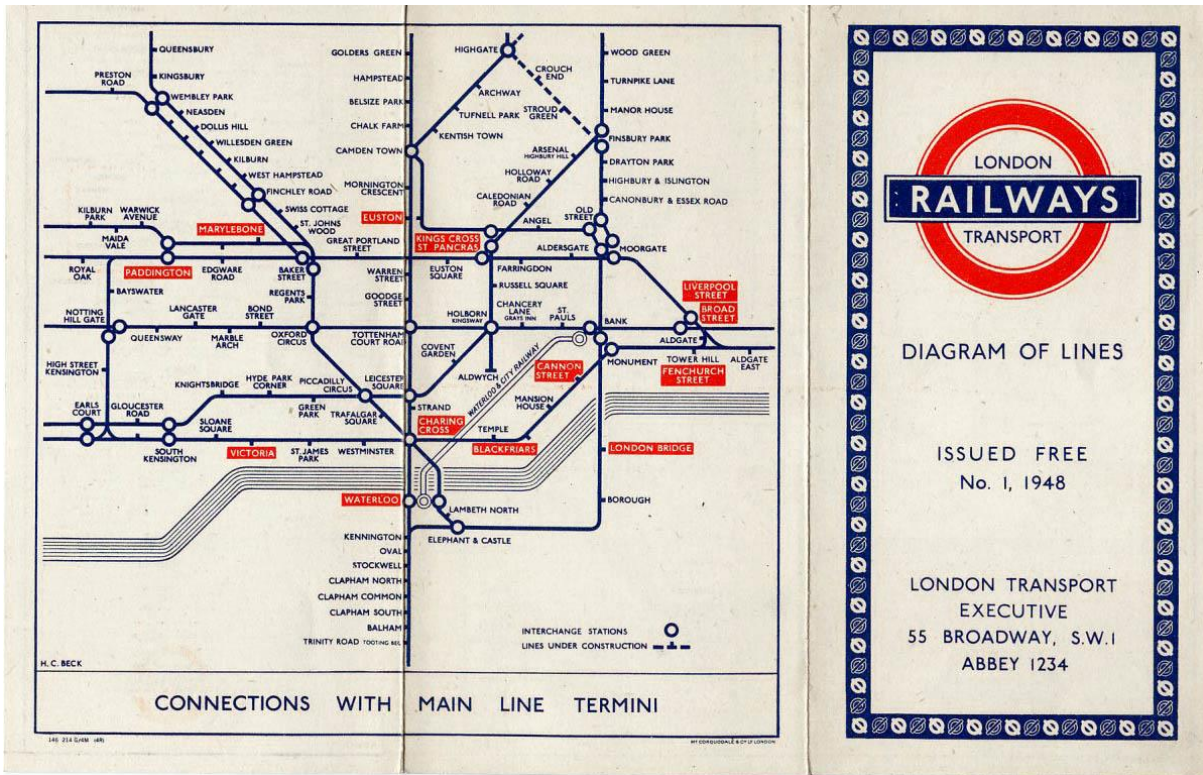 QUEENSBURY
PRESTON
ROAD
KINGSBURY
WEMBLEY PARK
NEASDEN
DOLLIS HILL
WILLESDEN GREEN
KILBURN
WEST HAMPSTEAD
FINCHLEY ROAD
SWISS COTTAGE
ST. JOHNS
WOOD
KILBURN
PARK
WARWICK
AVENUE
MAIDA
VALE
MARYLEBONE
GREAT PORTLAND
STREET
ROYAL
OAK
PADDINGTON
EDGWARE
ROAD
BAKER
STREET
BAYSWATER
REGENTS
PARK
NOTTING
HILL GATE
LANCASTER
GATE
BOND
STREET
QUEENSWAY
MARBLE
ARCH
OXFORD
CIRCUS
HIGH STREET
KENSINGTON
KNIGHTSBRIDGE
HYDE PARK
CORNER
PICCADILLY
CIRCUS
GREEN
PARK
TRAFALGAR
SQUARE
EARLS
COURT
GLOUCESTER
ROAD
SLOANE
SQUARE
SOUTH
KENSINGTON
VICTORIA
ST. JAMES
PARK
WESTMINSTER
GOLDERS GREEN
HAMPSTEAD
BELSIZE PARK
CHALK FARM
CAMDEN TOWN
MORNINGTON
CRESCENT
EUSTON
WARREN
STREET
GOODGE
STREET
TOTTENHAM
COURT ROAD
LEICESTER
SQUARE
STRAND
CHARING
CROSS
WATERLOO
KENNINGTON
OVAL
STOCKWELL
CLAPHAM NORTH
CLAPHAM COMMON
CLAPHAM SOUTH
BALHAM
TRINITY ROAD TOOTING BEC
HIGHGATE
CROUCH
END
ARCHWAY
STROUD
GREEN
TUFNELL PARK
KENTISH TOWN
WOOD GREEN
TURNPIKE LANE
MANOR HOUSE
FINSBURY PARK
ARSENAL
HIGHBURY HILL
DRAYTON PARK
HOLLOWAY
ROAD
HIGHBURY & ISLINGTON
CALEDONIAN
ROAD
CANONBURY & ESSEX ROAD
ANGEL
OLD
STREET
KINGS CROSS
ST PANCRAS
ALDERSGATE
MOORGATE
EUSTON
SQUARE
FARRINGDON
RUSSELL SQUARE
LIVERPOOL
STREET
BROAD
STREET
HOLBORN
KINGSWAY
CHANCERY
LANE
GRAYS INN
ST.
PAULS
BANK
ALDGATE
COVENT
GARDEN
ALDWYCH
WATERLOO & CITY RAILWAY
CANNON
STREET
MONUMENT
TOWER HILL
FENCHURCH
STREET
ALDGATE
EAST
MANSION
HOUSE
TEMPLE
BLACKFRIARS
LONDON BRIDGE
LAMBETH NORTH
BOROUGH
ELEPHANT & CASTLE
INTERCHANGE STATIONS
LINES UNDER CONSTRUCTION
H. C. BECK
CONNECTIONS WITH MAIN LINE TERMINI
LONDON
RAILWAYS
TRANSPORT
DIAGRAM OF LINES
ISSUED FREE
No. 1, 1948
LONDON TRANSPORT
EXECUTIVE
55 BROADWAY, S.W.1
ABBEY 1234